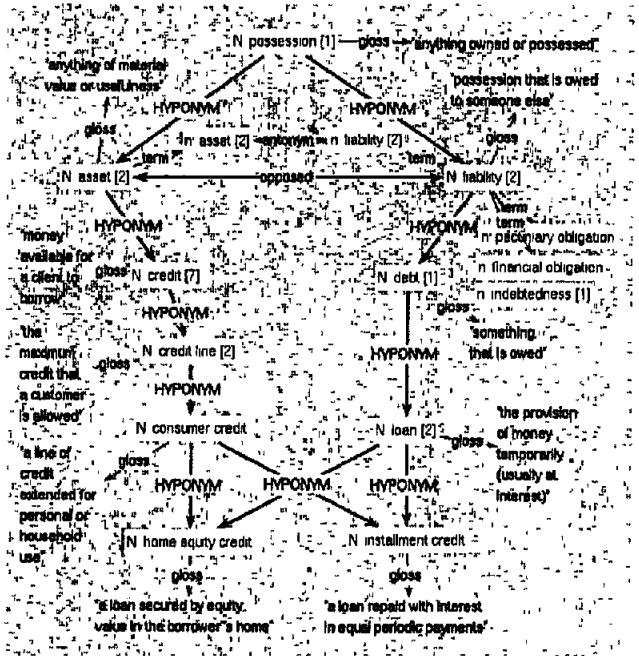 N possession [1] gloss "anything owned or possessed"
"anything of material
value or usefulness"
"possession that is owed
to someone else"
HYPONYM HYPONYM
gloss gloss
n asset [2] antonym n liability [2]
term term
N asset [2] opposed N liability [2]
term
term
HYPONYM HYPONYM
n pecuniary obligation
"money
available for
a client to
borrow"
gloss N credit [7] N debt [1] n financial obligation
n indebtedness [1]
HYPONYM gloss
"the
maximum
credit that
a customer
is allowed"
gloss N credit line [2] HYPONYM "something
that is owed"
HYPONYM
N consumer credit N loan [2] gloss
"the provision
of money
temporarily
(usually at
interest)"
gloss
"a line of
credit
extended for
personal or
household
use"
HYPONYM HYPONYM HYPONYM
N home equity credit N installment credit
gloss gloss
"a loan secured by equity
value in the borrower"s home" "a loan repaid with interest
in equal periodic payments"